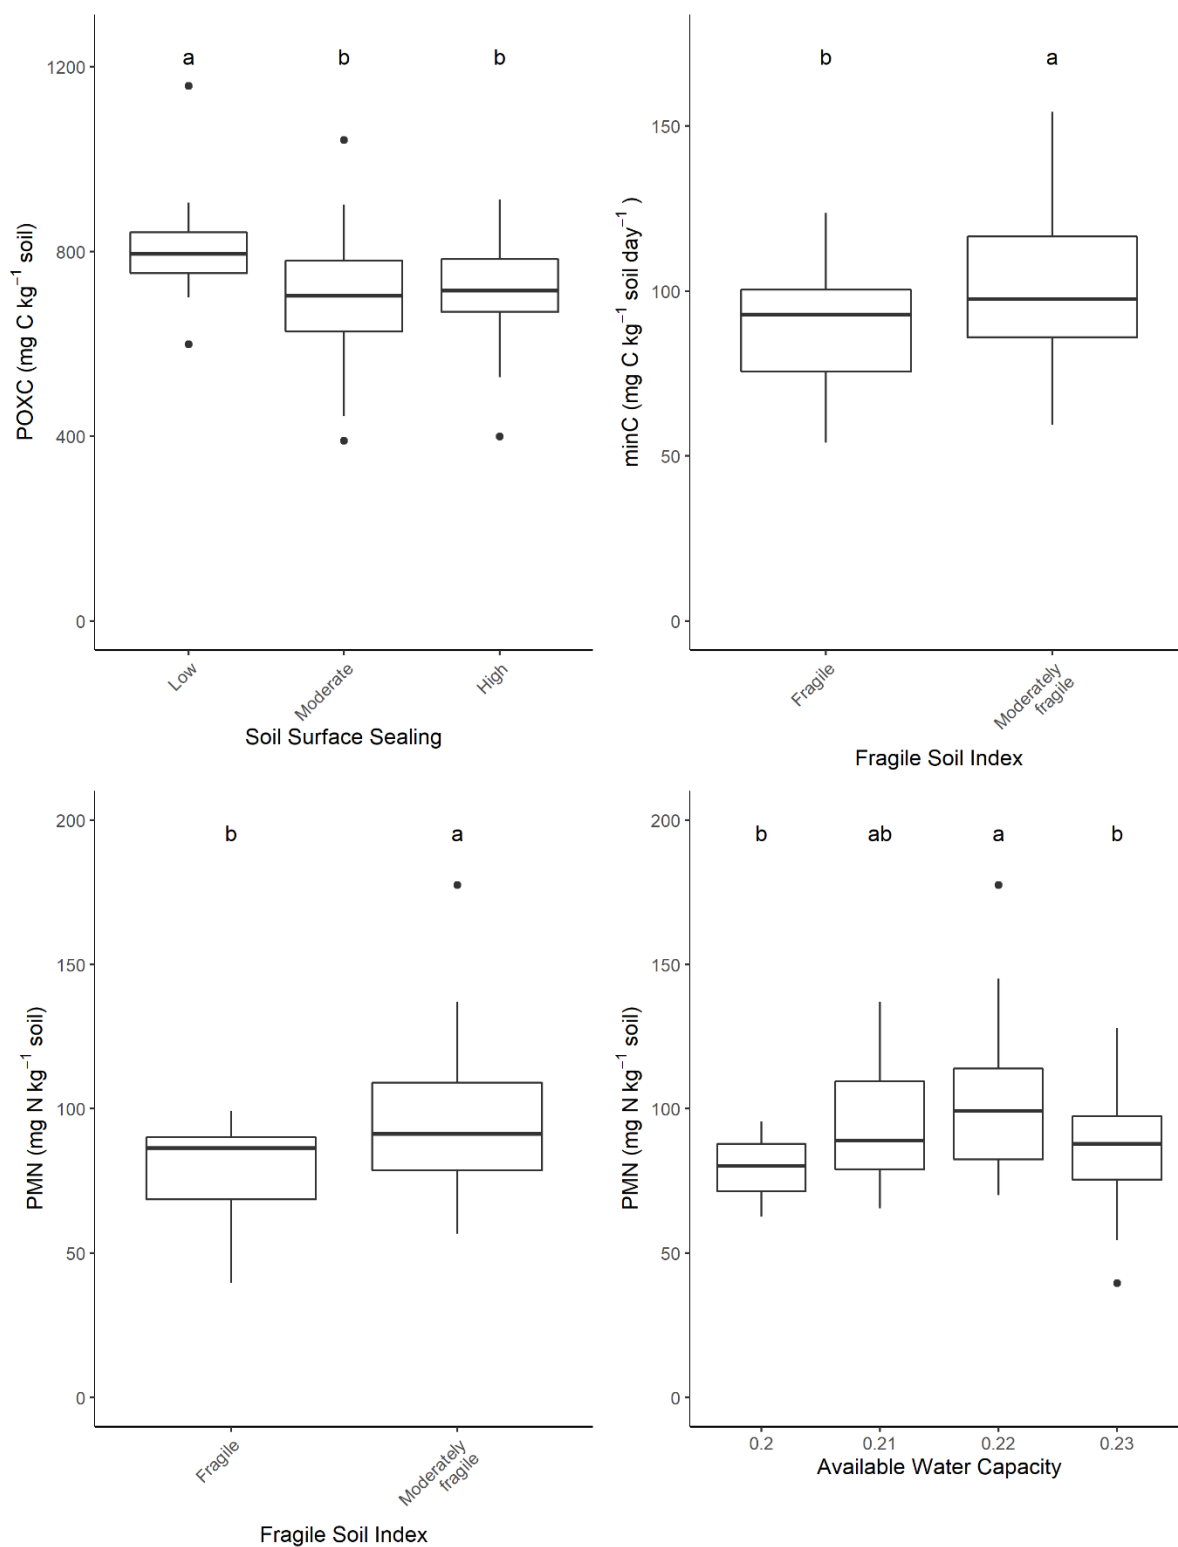 a b b
1200
800
400
0
POXC (mg C kg⁻¹ soil)
Low Moderate High
Soil Surface Sealing
b a
150
100
50
0
minC (mg C kg⁻¹ soil day⁻¹ )
Fragile Moderately
fragile
Fragile Soil Index
b a
200
150
100
50
0
PMN (mg N kg⁻¹ soil)
Fragile Moderately
fragile
Fragile Soil Index
b ab a b
200
150
100
50
0
PMN (mg N kg⁻¹ soil)
0.2 0.21 0.22 0.23
Available Water Capacity